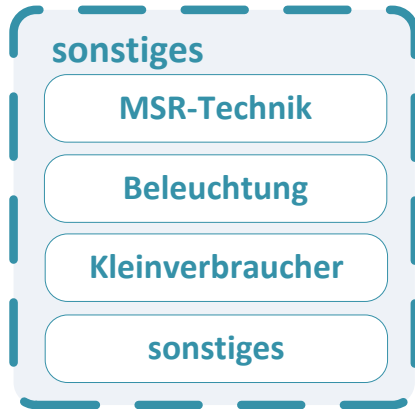 sonstiges
MSR-Technik
Beleuchtung
Kleinverbraucher
sonstiges